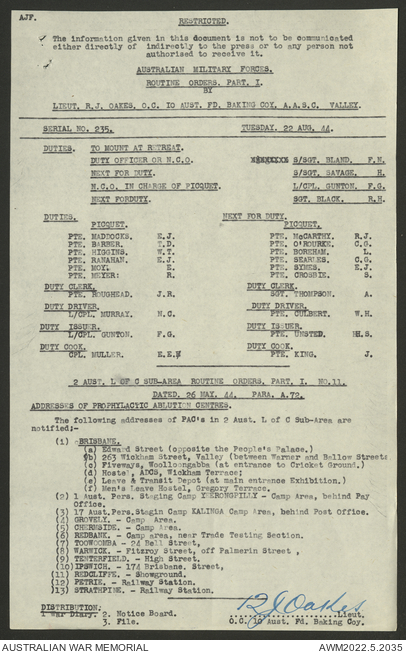 AJF.
RESTRICTED.
The information given in this document is not to be communicated
either directly of indirectly to the press or to any person not
authorised to receive it.
AUSTRALIAN MILITARY FORCES.
ROUTINE ORDERS, PART. I.
BY
LIEUT. R.J. OAKES, O.C. 10 AUST. FD. BAKING COY, A.A.S.C. VALLEY.
SERIAL NO. 235. TUESDAY. 22 AUG. 44.
DUTIES. TO MOUNT AT RETREAT.
DUTY OFFICER OR N.C.O. S/SGT. BLAND, F.H.
NEXT FOR DUTY. S/SGT. SAVAGE, H.
N.C.O. IN CHARGE OF PICQUET. L/CPL. GUNTON, F.G.
NEXT FORDUTY. SGT. BLACK. R.H.
DUTIES. NEXT FOR DUTY.
PICQUET. PICQUET.
PTE. MADDOCKS. E.J. PTE. McCARTHY, R.J.
PTE. BARBER. T.D. PTE. O'ROURKE. C.G.
PTE. HIGGINS. W.T. PTE. BOREHAM, L.
PTE. RANAHAN. E.J. PTE. SEARLES. C.G.
PTE. MOYL. E. PTE. SYMES, E.J.
PTE. MEYER: R. PTE. CROSBIE, S.
DUTY CLERK. DUTY CLERK.
PTE. ROUGHEAD. J.R. SGT. THOMPSON. A.
DUTY DRIVER. DUTY DRIVER.
L/CPL. MURRAY. N.C. PTE. CULBERT. W.H.
DUTY ISSUER. DUTY ISSUER.
L/CPL. GUNTON. F.G. PTE. UNSTED. H.S.
DUTY COOK. DUTY COOK.
CPL. MULLER. E.E. PTE. KING, J.
2 AUST. L OF C SUB-AREA ROUTINE ORDERS. PART. I. NO.11.
DATED. 26 MAY. 44. PARA. A.72.
ADDRESSES OF PROPHYLACTIC ABLUTION CENTRES.
The following addresses of PAC's in 2 Aust. L of C Sub-Area are
notified;-
(1) BRISBANE.
(a) Edward Street (opposite the People's Palace.)
(b) 263 Wickham Street, Valley (between Warner and Ballow Streets
(c) Fiveways, Woolloongabba (at entrance to Cricket Ground.)
(d) Hostel, ADCS, Wickham Terrace;
(e) Leave & Transit Depot (at main entrance Exhibition.)
(f) Men's Leave Hostel, Gregory Terrace.
(2) 1 Aust. Pers. Staging Camp YEERONGPILLY - Camp Area, behind Pay
Office.
(3) 17 Aust.Pers.Stagin Camp KALINGA Camp Area, behind Post Office.
(4) GROVELY. - Camp Area.
(5) CHERMSIDE. - Camp Area.
(6) REDBANK. - Camp area, near Trade Testing Section.
(7) TOOWOOMBA - 24 Bell Street,
(8) WARWICK. - Fitzroy Street, off Palmerin Street ,
(9) TENTERFIELD. - High Street,
(10) IPSWICH. - 174 Brisbane. Street,
(11) REDCLIFFE. - Showground.
(12) PETRIE. - Railway Station.
(13) STRATHPINE. - Railway Station.
DISTRIBUTION.
1 War Diary. 2. Notice Board.
3. File.
RJ Oakes Lieut.
O.C. 10 Aust. Fd. Baking Coy.
AUSTRALIAN WAR MEMORIAL AWM2022.5.2035